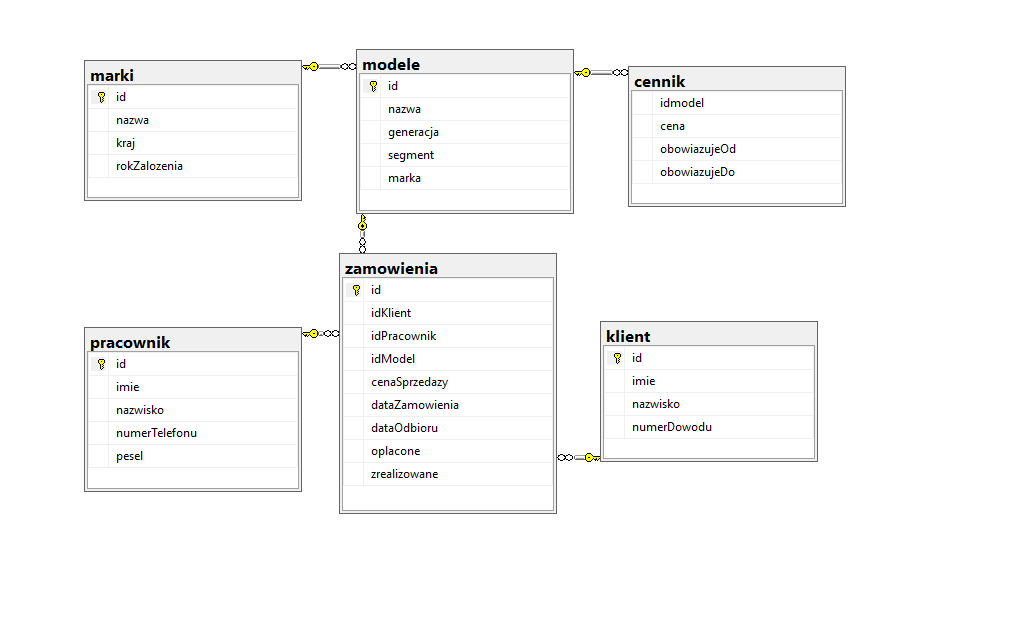 marki
id
nazwa
kraj
rokZalozenia
modele
id
nazwa
generacja
segment
marka
cennik
idmodel
cena
obowiazujeOd
obowiazujeDo
zamowienia
id
idKlient
idPracownik
idModel
cenaSprzedazy
dataZamowienia
dataOdbioru
oplacone
zrealizowane
pracownik
id
imie
nazwisko
numerTelefonu
pesel
klient
id
imie
nazwisko
numerDowodu